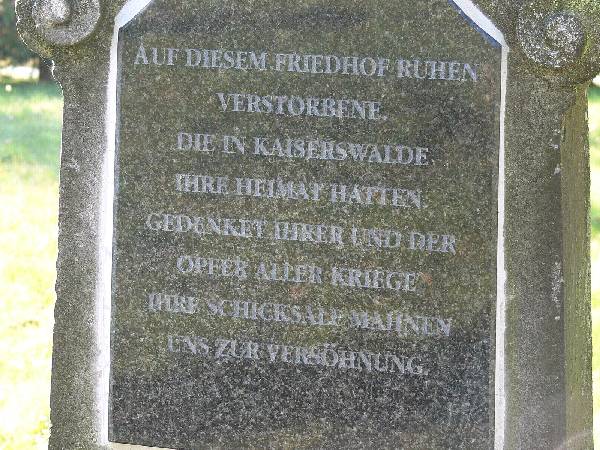 AUF DIESEM FRIEDHOF RUHEN
VERSTORBENE,
DIE IN KAISERSWALDE
IHRE HEIMAT HATTEN.
GEDENKET IHRER UND DER
OPFER ALLER KRIEGE
IHRE SCHICKSALE MAHNEN
UNS ZUR VERSÖHNUNG.